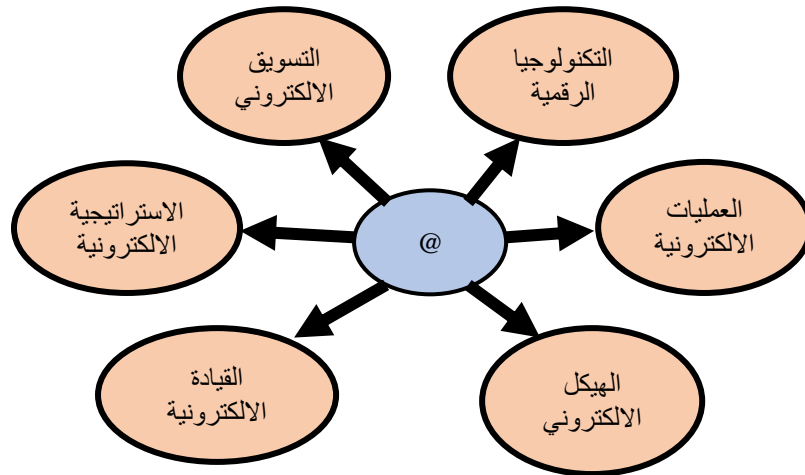 التكنولوجيا
الرقمية
التسويق
الالكتروني
العمليات
الالكترونية
@
الاستراتيجية
الالكترونية
الهيكل
الالكتروني
القيادة
الالكترونية